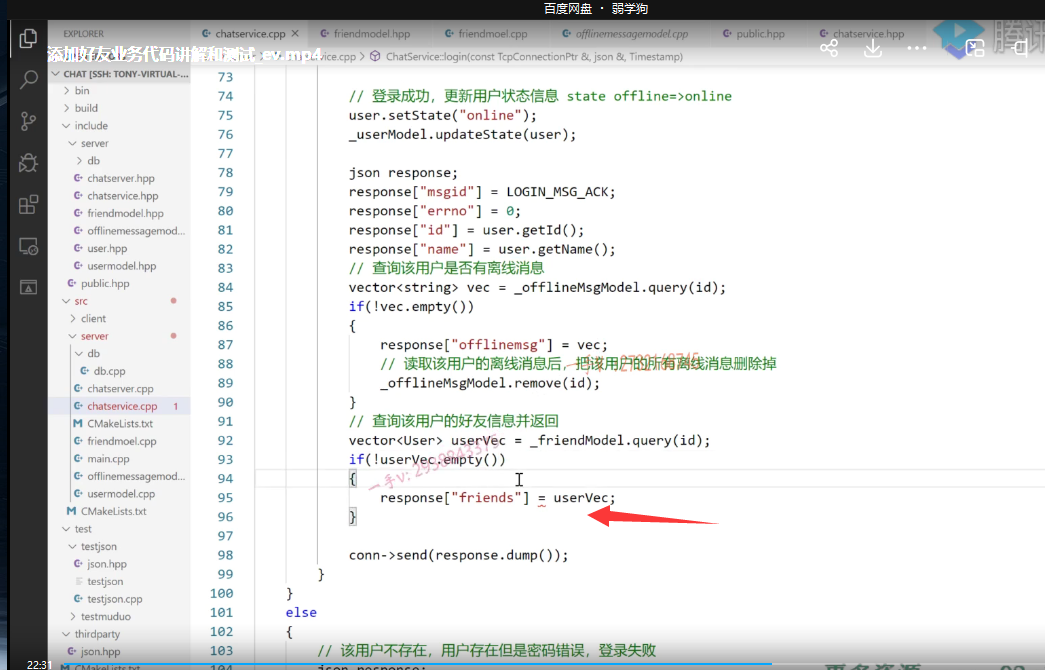 百度网盘 · 弱学狗
EXPLORER
chatservice.cpp
friendmodel.hpp
friendmoel.cpp
offlinemessagemodel.cpp
public.hpp
chatservice.hpp
腾讯
添加好友业务代码讲解和测试_ev.mp4
ChatService::login(const TcpConnectionPtr &, json &, Timestamp)
CHAT [SSH: TONY-VIRTUAL-...
bin
build
include
server
db
chatserver.hpp
chatservice.hpp
friendmodel.hpp
offlinemessagemod...
user.hpp
usermodel.hpp
public.hpp
src
client
server
db
db.cpp
chatserver.cpp
chatservice.cpp 1
CMakeLists.txt
friendmoel.cpp
main.cpp
offlinemessagemod...
usermodel.cpp
CMakeLists.txt
test
testjson
json.hpp
testjson
testjson.cpp
testmuduo
thirdparty
json.hpp
CMakeLists.txt
73
74 // 登录成功，更新用户状态信息 state offline=>online
75 user.setState("online");
76 _userModel.updateState(user);
77
78 json response;
79 response["msgid"] = LOGIN_MSG_ACK;
80 response["errno"] = 0;
81 response["id"] = user.getId();
82 response["name"] = user.getName();
83 // 查询该用户是否有离线消息
84 vector<string> vec = _offlineMsgModel.query(id);
85 if(!vec.empty())
86 {
87 response["offlinemsg"] = vec;
88 // 读取该用户的离线消息后，把该用户的所有离线消息删除掉
89 _offlineMsgModel.remove(id);
90 }
91 // 查询该用户的好友信息并返回
92 vector<User> userVec = _friendModel.query(id);
93 if(!userVec.empty())
94 {
95 response["friends"] = userVec;
96 }
97
98 conn->send(response.dump());
99 }
100 }
101 else
102 {
103 // 该用户不存在，用户存在但是密码错误，登录失败
104 json response;
一手v: 2938843375
22:31